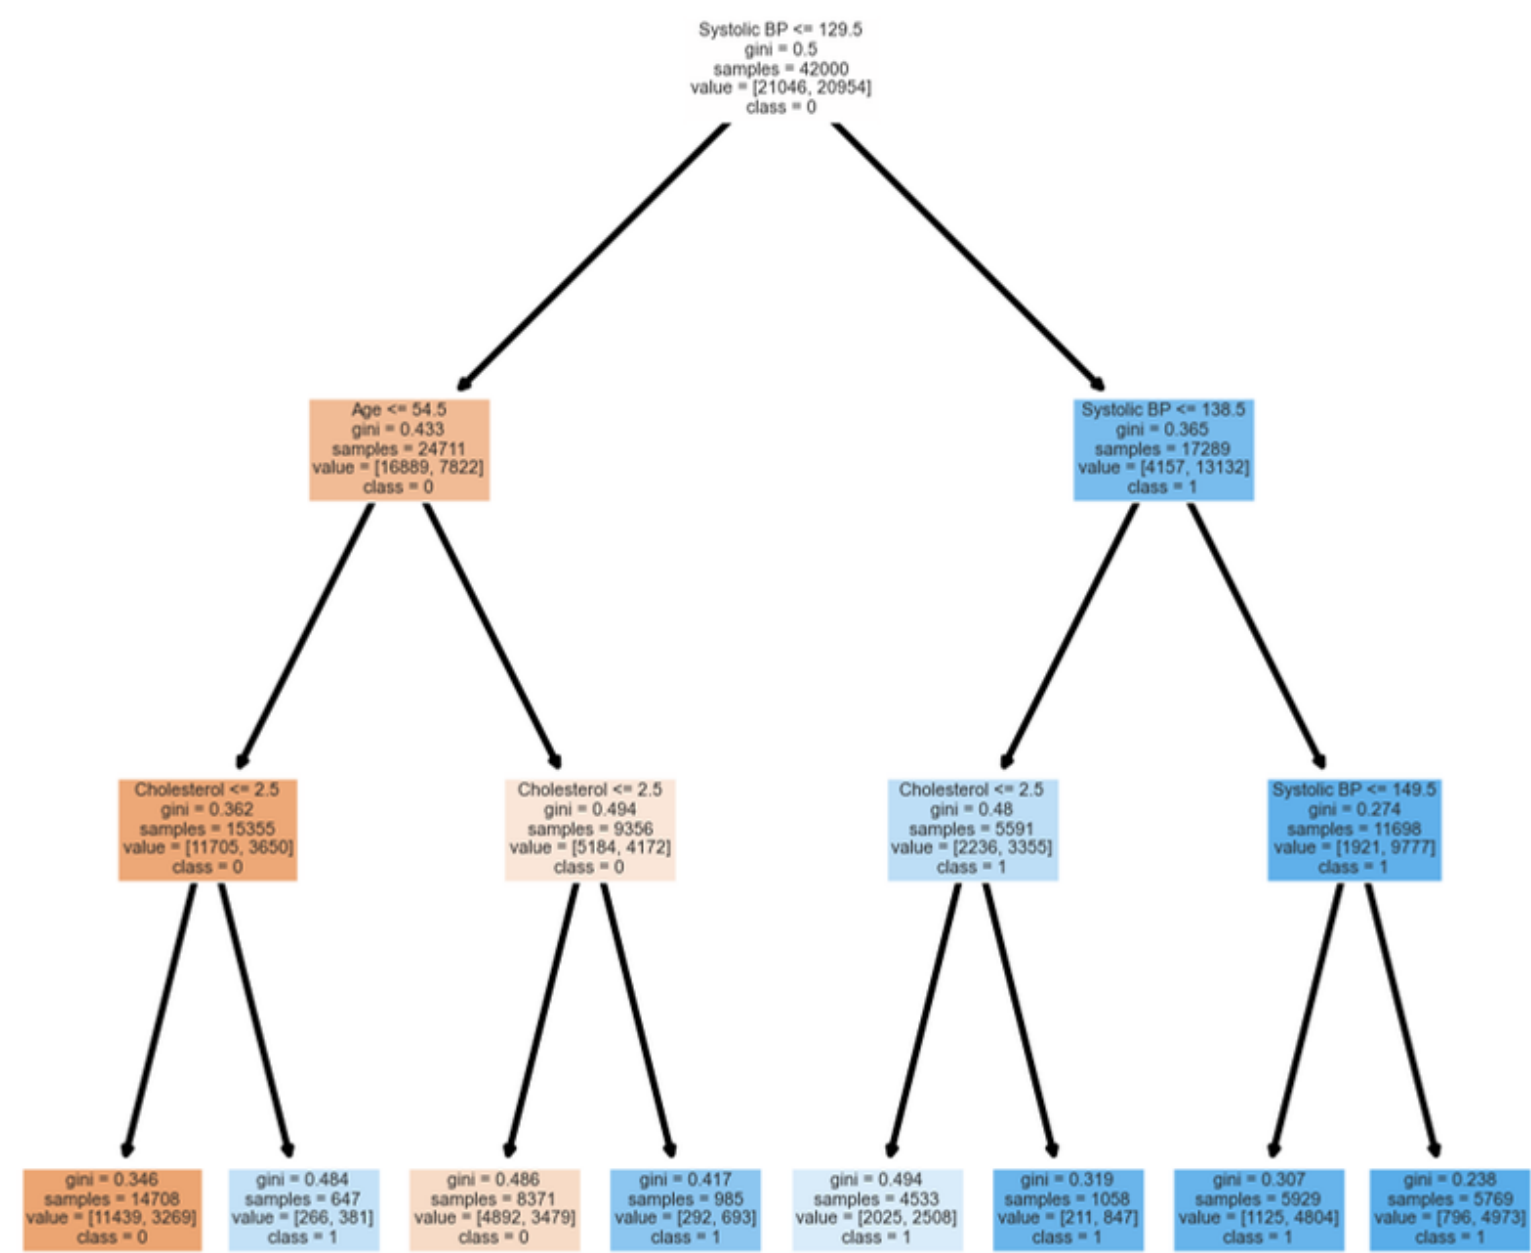 Systolic BP <= 129.5
gini = 0.5
samples = 42000
value = [21046, 20954]
class = 0
Age <= 54.5
gini = 0.433
samples = 24711
value = [16889, 7822]
class = 0
Systolic BP <= 138.5
gini = 0.365
samples = 17289
value = [4157, 13132]
class = 1
Cholesterol <= 2.5
gini = 0.362
samples = 15355
value = [11705, 3650]
class = 0
Cholesterol <= 2.5
gini = 0.494
samples = 9356
value = [5184, 4172]
class = 0
Cholesterol <= 2.5
gini = 0.48
samples = 5591
value = [2236, 3355]
class = 1
Systolic BP <= 149.5
gini = 0.274
samples = 11698
value = [1921, 9777]
class = 1
gini = 0.346
samples = 14708
value = [11439, 3269]
class = 0
gini = 0.484
samples = 647
value = [266, 381]
class = 1
gini = 0.486
samples = 8371
value = [4892, 3479]
class = 0
gini = 0.417
samples = 985
value = [292, 693]
class = 1
gini = 0.494
samples = 4533
value = [2025, 2508]
class = 1
gini = 0.319
samples = 1058
value = [211, 847]
class = 1
gini = 0.307
samples = 5929
value = [1125, 4804]
class = 1
gini = 0.238
samples = 5769
value = [796, 4973]
class = 1